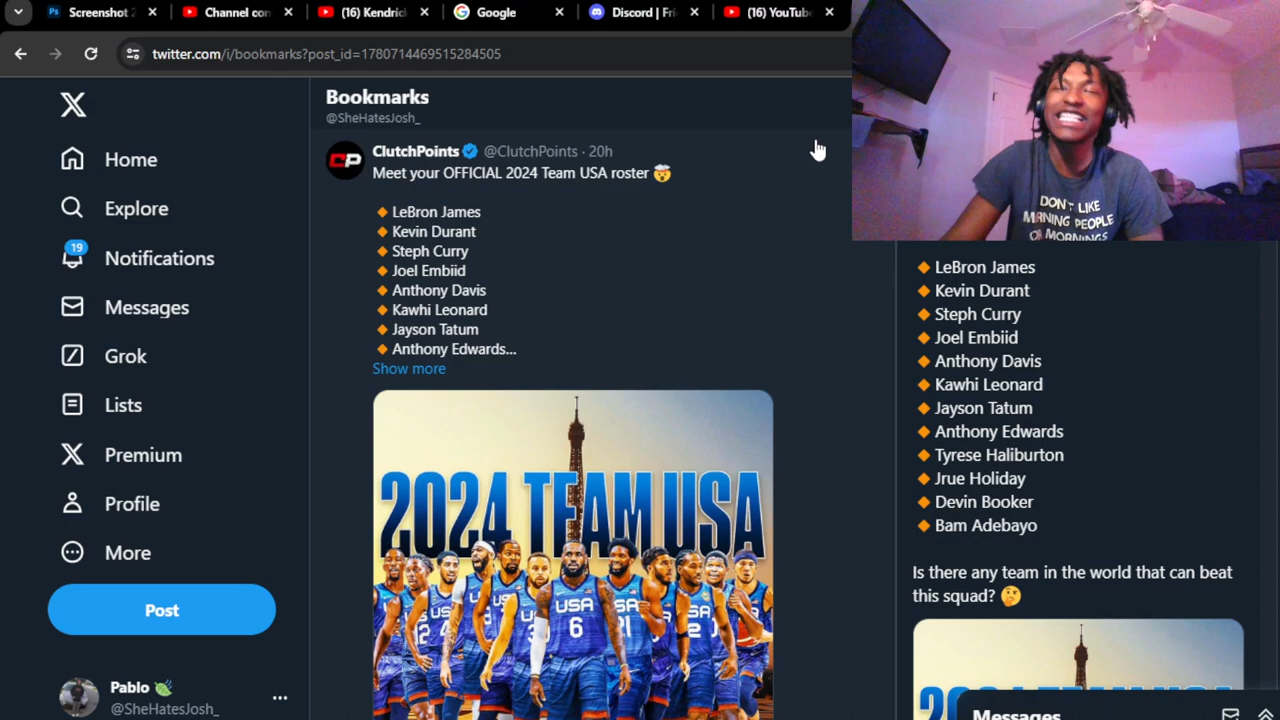 Screenshot 2
Channel con
(16) Kendrick
Google
Discord | Fri
(16) YouTube
twitter.com/i/bookmarks?post_id=1780714469515284505
X
Home
Explore
19
Notifications
Messages
Grok
Lists
Premium
Profile
More
Post
Pablo
@SheHatesJosh_
Bookmarks
@SheHatesJosh_
CP
ClutchPoints @ClutchPoints · 20h
Meet your OFFICIAL 2024 Team USA roster 🤯
🔸LeBron James
🔸Kevin Durant
🔸Steph Curry
🔸Joel Embiid
🔸Anthony Davis
🔸Kawhi Leonard
🔸Jayson Tatum
🔸Anthony Edwards...
Show more
2024 TEAM USA
USA
6
DON'T LIKE
MORNING PEOPLE
OR MORNINGS
🔸LeBron James
🔸Kevin Durant
🔸Steph Curry
🔸Joel Embiid
🔸Anthony Davis
🔸Kawhi Leonard
🔸Jayson Tatum
🔸Anthony Edwards
🔸Tyrese Haliburton
🔸Jrue Holiday
🔸Devin Booker
🔸Bam Adebayo
Is there any team in the world that can beat
this squad? 🤔
Messages